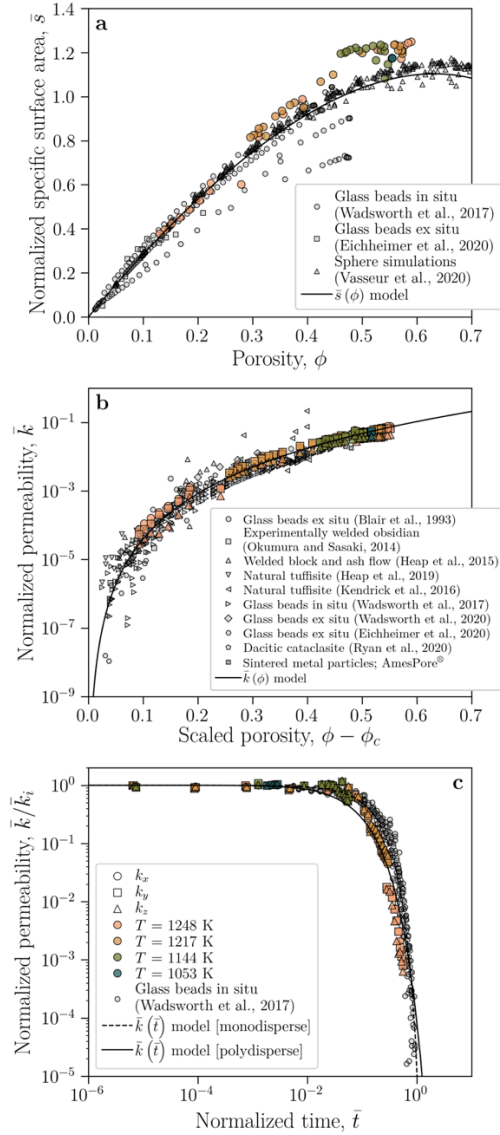 a
Normalized specific surface area, s̄
1.4
1.2
1.0
0.8
0.6
0.4
0.2
0.0
Glass beads in situ
(Wadsworth et al., 2017)
Glass beads ex situ
(Eichheimer et al., 2020)
Sphere simulations
(Vasseur et al., 2020)
s̄ (ϕ) model
0.0 0.1 0.2 0.3 0.4 0.5 0.6 0.7
Porosity, ϕ
b
Normalized permeability, k̄
10⁻¹
10⁻³
10⁻⁵
10⁻⁷
10⁻⁹
Glass beads ex situ (Blair et al., 1993)
Experimentally welded obsidian
(Okumura and Sasaki, 2014)
Welded block and ash flow (Heap et al., 2015)
Natural tuffisite (Heap et al., 2019)
Natural tuffisite (Kendrick et al., 2016)
Glass beads in situ (Wadsworth et al., 2017)
Glass beads ex situ (Wadsworth et al., 2020)
Glass beads ex situ (Eichheimer et al., 2020)
Dacitic cataclasite (Ryan et al., 2020)
Sintered metal particles; AmesPore®
k̄ (ϕ) model
0.0 0.1 0.2 0.3 0.4 0.5 0.6 0.7
Scaled porosity, ϕ − ϕc
c
Normalized permeability, k̄/k̄ᵢ
10⁰
10⁻¹
10⁻²
10⁻³
10⁻⁴
10⁻⁵
kx
ky
kz
T = 1248 K
T = 1217 K
T = 1144 K
T = 1053 K
Glass beads in situ
(Wadsworth et al., 2017)
k̄ (t̄) model [monodisperse]
k̄ (t̄) model [polydisperse]
10⁻⁶ 10⁻⁴ 10⁻² 10⁰
Normalized time, t̄